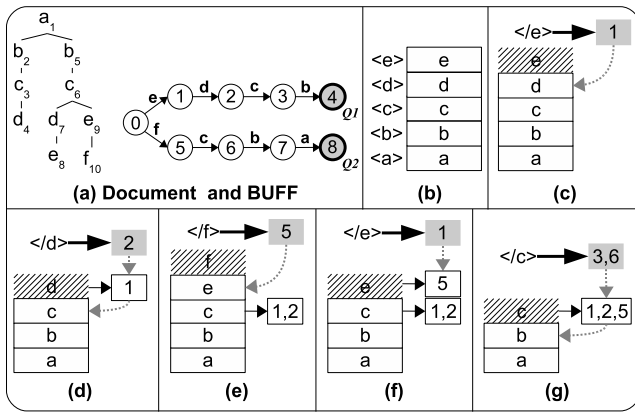 a1
b2 b5
c3 c6
d4 d7 e9
e8 f10
0 e 1 d 2 c 3 b 4 Q1
f 5 c 6 b 7 a 8 Q2
(a) Document and BUFF
<e> e
<d> d
<c> c
<b> b
<a> a
(b)
</e> 1
e
d
c
b
a
(c)
</d> 2
d 1
c
b
a
(d)
</f> 5
f
e
c 1,2
b
a
(e)
</e> 1
e 5
c 1,2
b
a
(f)
</c> 3,6
c 1,2,5
b
a
(g)